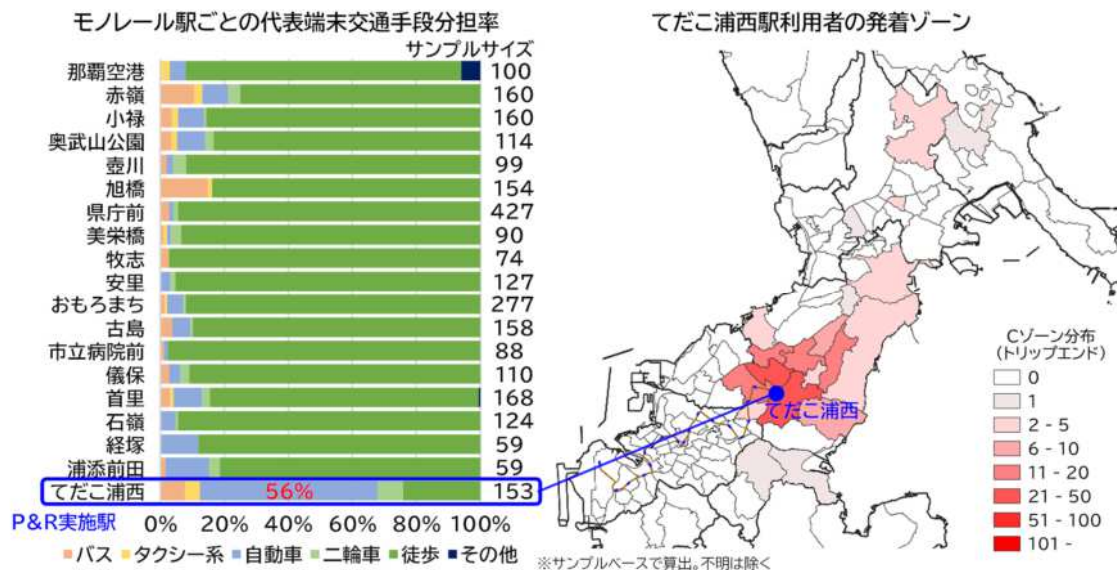 モノレール駅ごとの代表端末交通手段分担率
サンプルサイズ
那覇空港 100
赤嶺 160
小禄 160
奥武山公園 114
壺川 99
旭橋 154
県庁前 427
美栄橋 90
牧志 74
安里 127
おもろまち 277
古島 158
市立病院前 88
儀保 110
首里 168
石嶺 124
経塚 59
浦添前田 59
てだこ浦西 56% 153
P&R実施駅 0% 20% 40% 60% 80% 100%
バス タクシー系 自動車 二輪車 徒歩 その他
てだこ浦西駅利用者の発着ゾーン
てだこ浦西
Cゾーン分布
(トリップエンド)
0
1
2 - 5
6 - 10
11 - 20
21 - 50
51 - 100
101 -
※サンプルベースで算出。不明は除く